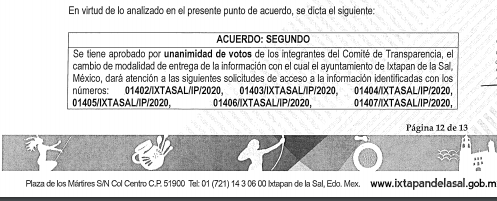 En virtud de lo analizado en el presente punto de acuerdo, se dicta el siguiente:
ACUERDO: SEGUNDO
Se tiene aprobado por unanimidad de votos de los integrantes del Comité de Transparencia, el
cambio de modalidad de entrega de la información con el cual el ayuntamiento de Ixtapan de la Sal,
México, dará atención a las siguientes solicitudes de acceso a la información identificadas con los
números: 01402/IXTASAL/IP/2020, 01403/IXTASAL/IP/2020, 01404/IXTASAL/IP/2020,
01405/IXTASAL/IP/2020, 01406/IXTASAL/IP/2020, 01407/IXTASAL/IP/2020,
Página 12 de 13
Plaza de los Mártires S/N Col Centro C.P. 51900 Tel: 01 (721) 14 3 06 00 Ixtapan de la Sal, Edo. Mex. www.ixtapandelasal.gob.m